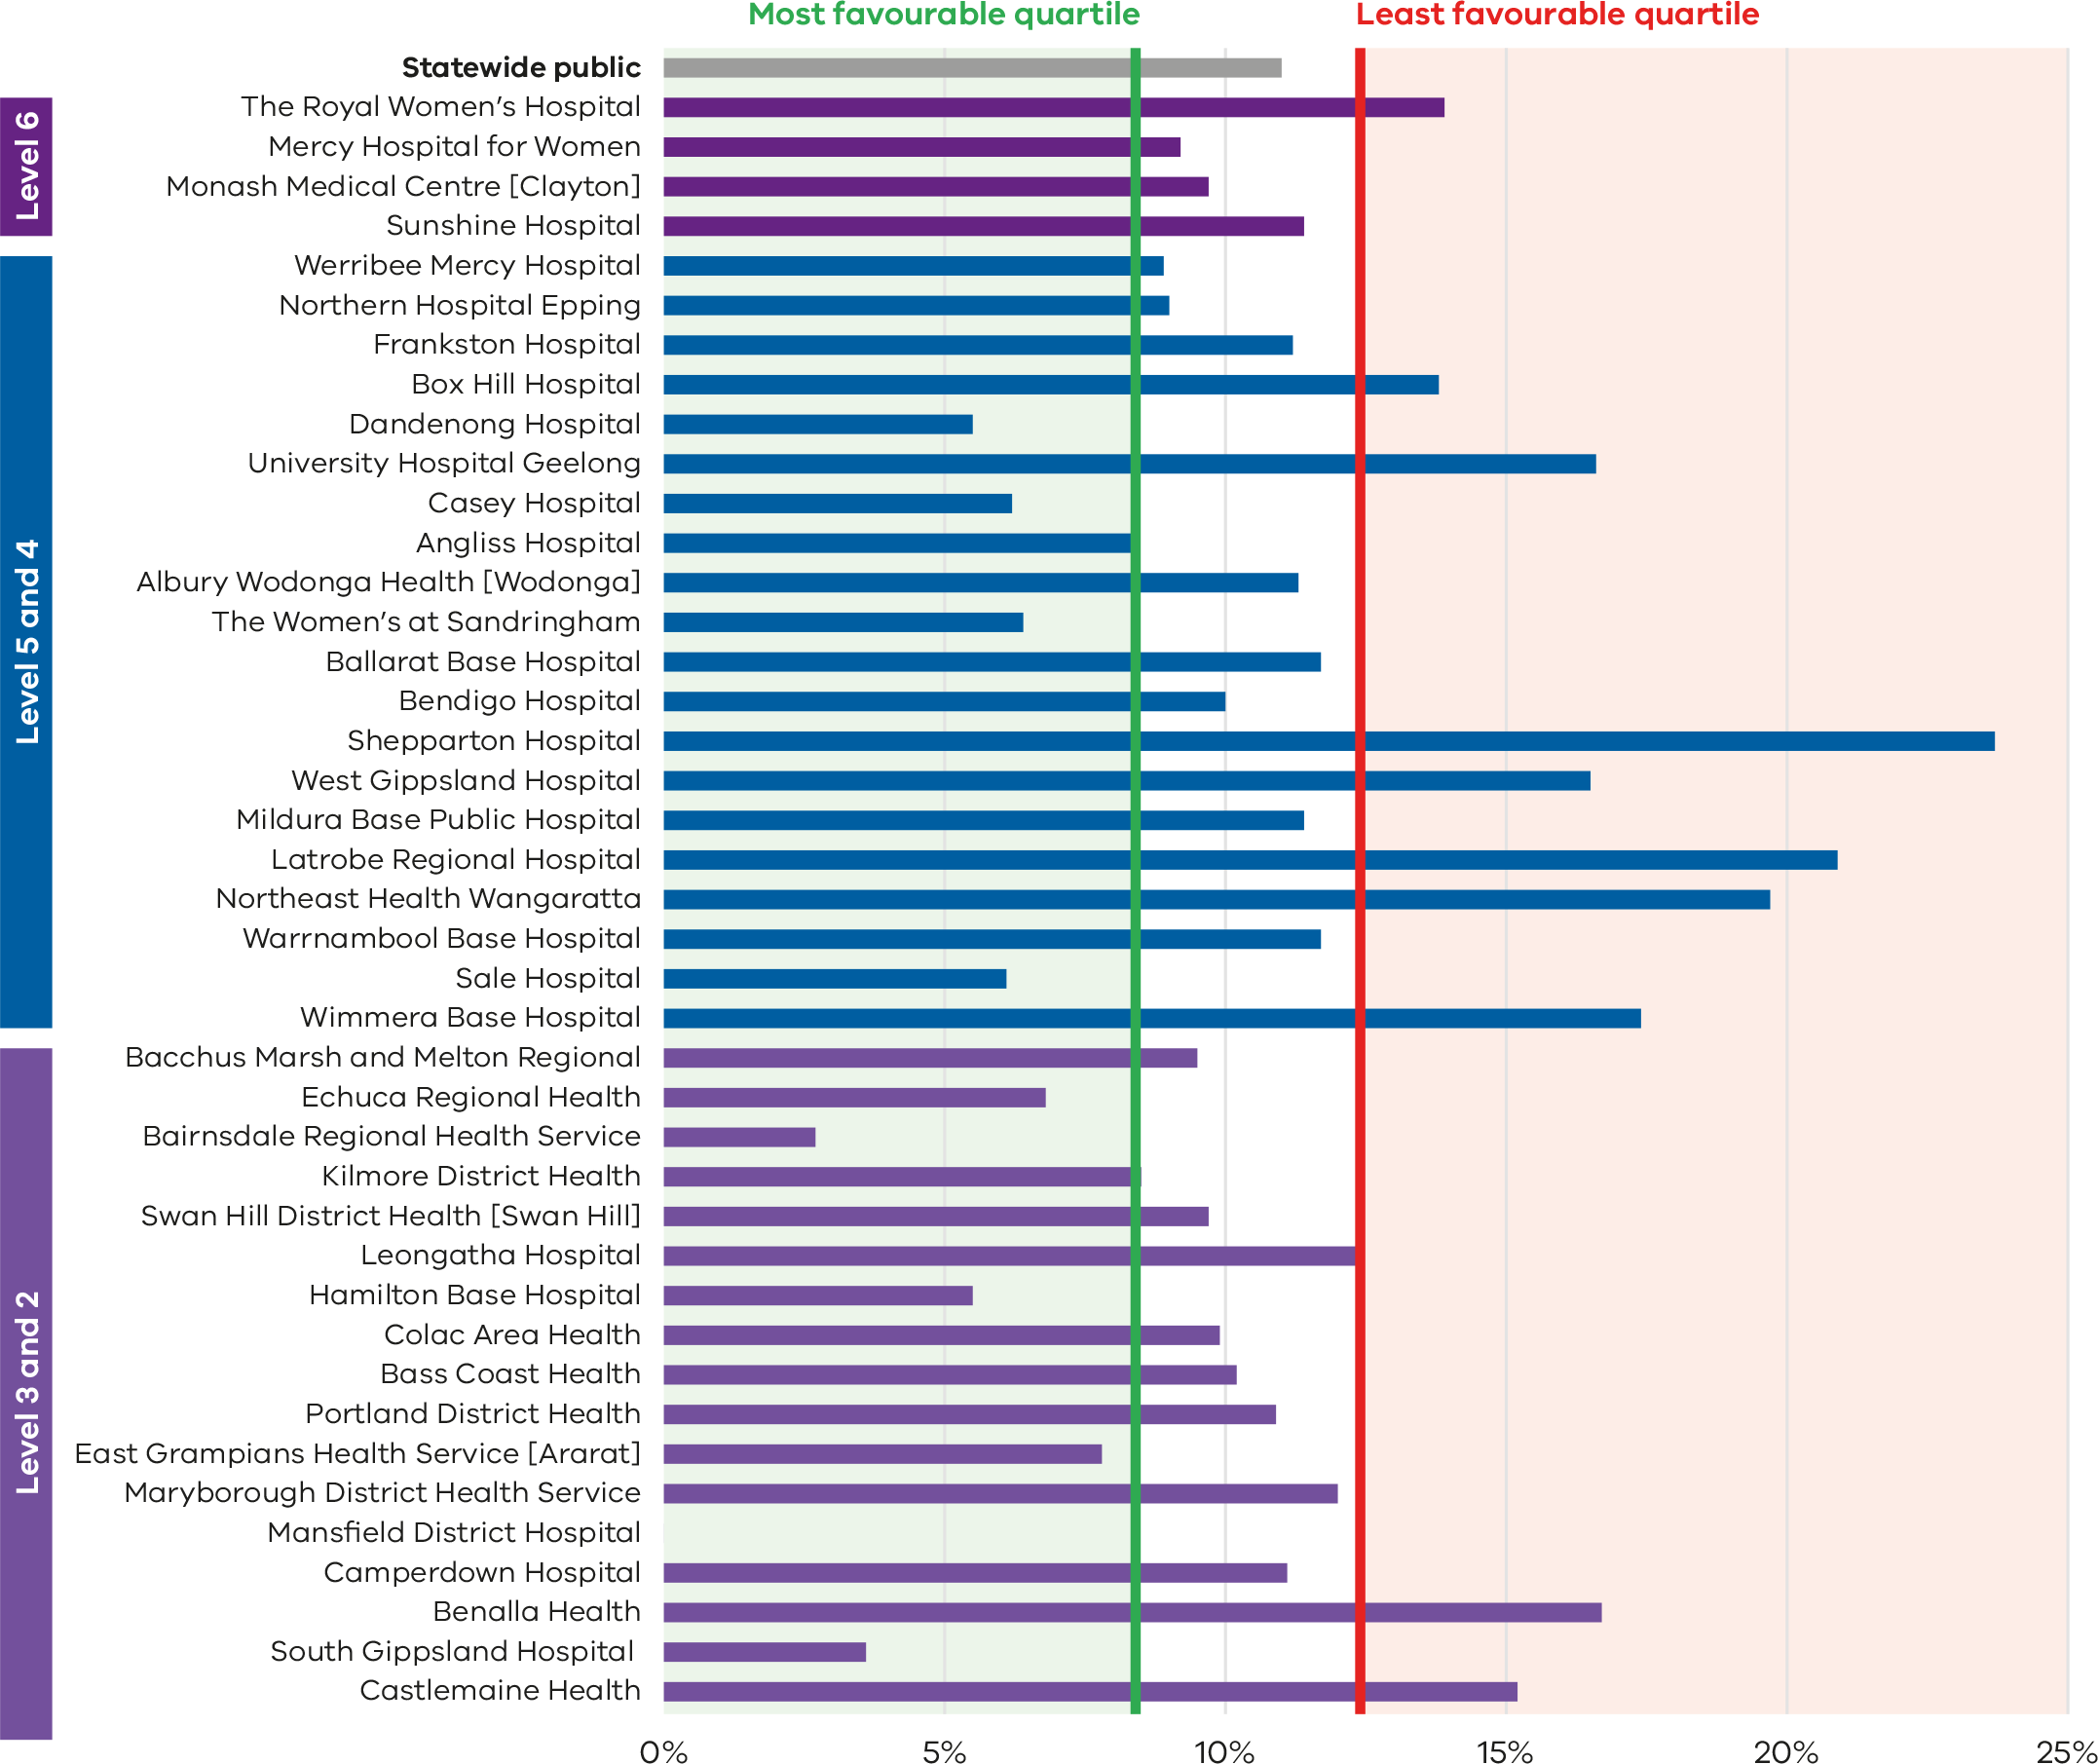 Most favourable quartile
Least favourable quartile
Statewide public
Level 6
The Royal Women's Hospital
Mercy Hospital for Women
Monash Medical Centre [Clayton]
Sunshine Hospital
Level 5 and 4
Werribee Mercy Hospital
Northern Hospital Epping
Frankston Hospital
Box Hill Hospital
Dandenong Hospital
University Hospital Geelong
Casey Hospital
Angliss Hospital
Albury Wodonga Health [Wodonga]
The Women's at Sandringham
Ballarat Base Hospital
Bendigo Hospital
Shepparton Hospital
West Gippsland Hospital
Mildura Base Public Hospital
Latrobe Regional Hospital
Northeast Health Wangaratta
Warrnambool Base Hospital
Sale Hospital
Wimmera Base Hospital
Level 3 and 2
Bacchus Marsh and Melton Regional
Echuca Regional Health
Bairnsdale Regional Health Service
Kilmore District Health
Swan Hill District Health [Swan Hill]
Leongatha Hospital
Hamilton Base Hospital
Colac Area Health
Bass Coast Health
Portland District Health
East Grampians Health Service [Ararat]
Maryborough District Health Service
Mansfield District Hospital
Camperdown Hospital
Benalla Health
South Gippsland Hospital
Castlemaine Health
0% 5% 10% 15% 20% 25%